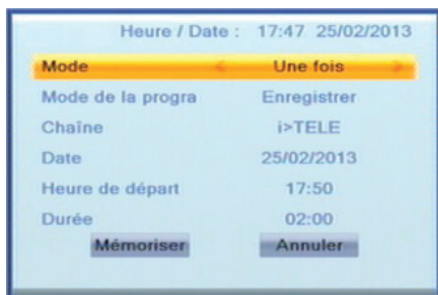 Heure / Date : 17:47 25/02/2013
Mode Une fois
Mode de la progra Enregistrer
Chaîne i>TELE
Date 25/02/2013
Heure de départ 17:50
Durée 02:00
Mémoriser Annuler